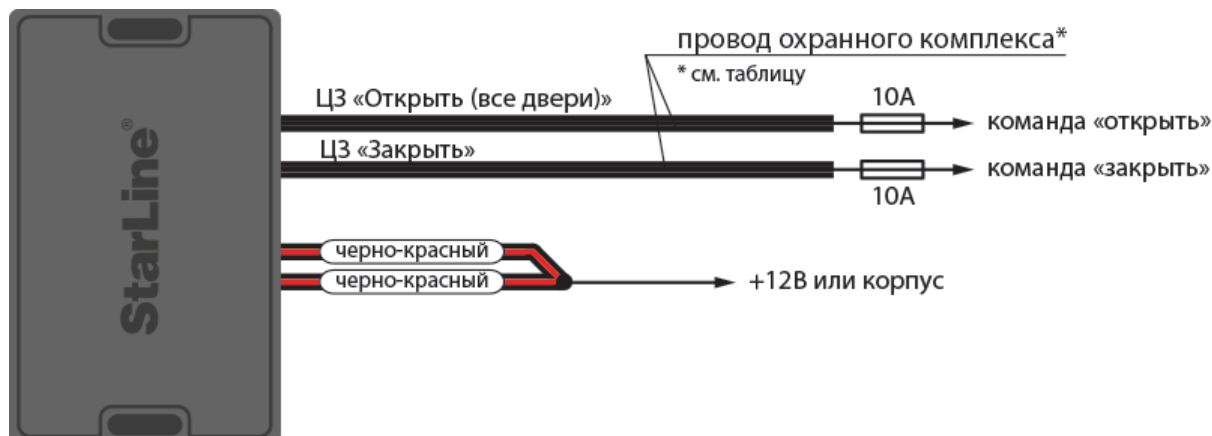 провод охранного комплекса*
* см. таблицу
ЦЗ «Открыть (все двери)»
10А
команда «открыть»
ЦЗ «Закрыть»
команда «закрыть»
10А
StarLine®
черно-красный
черно-красный
+12В или корпус